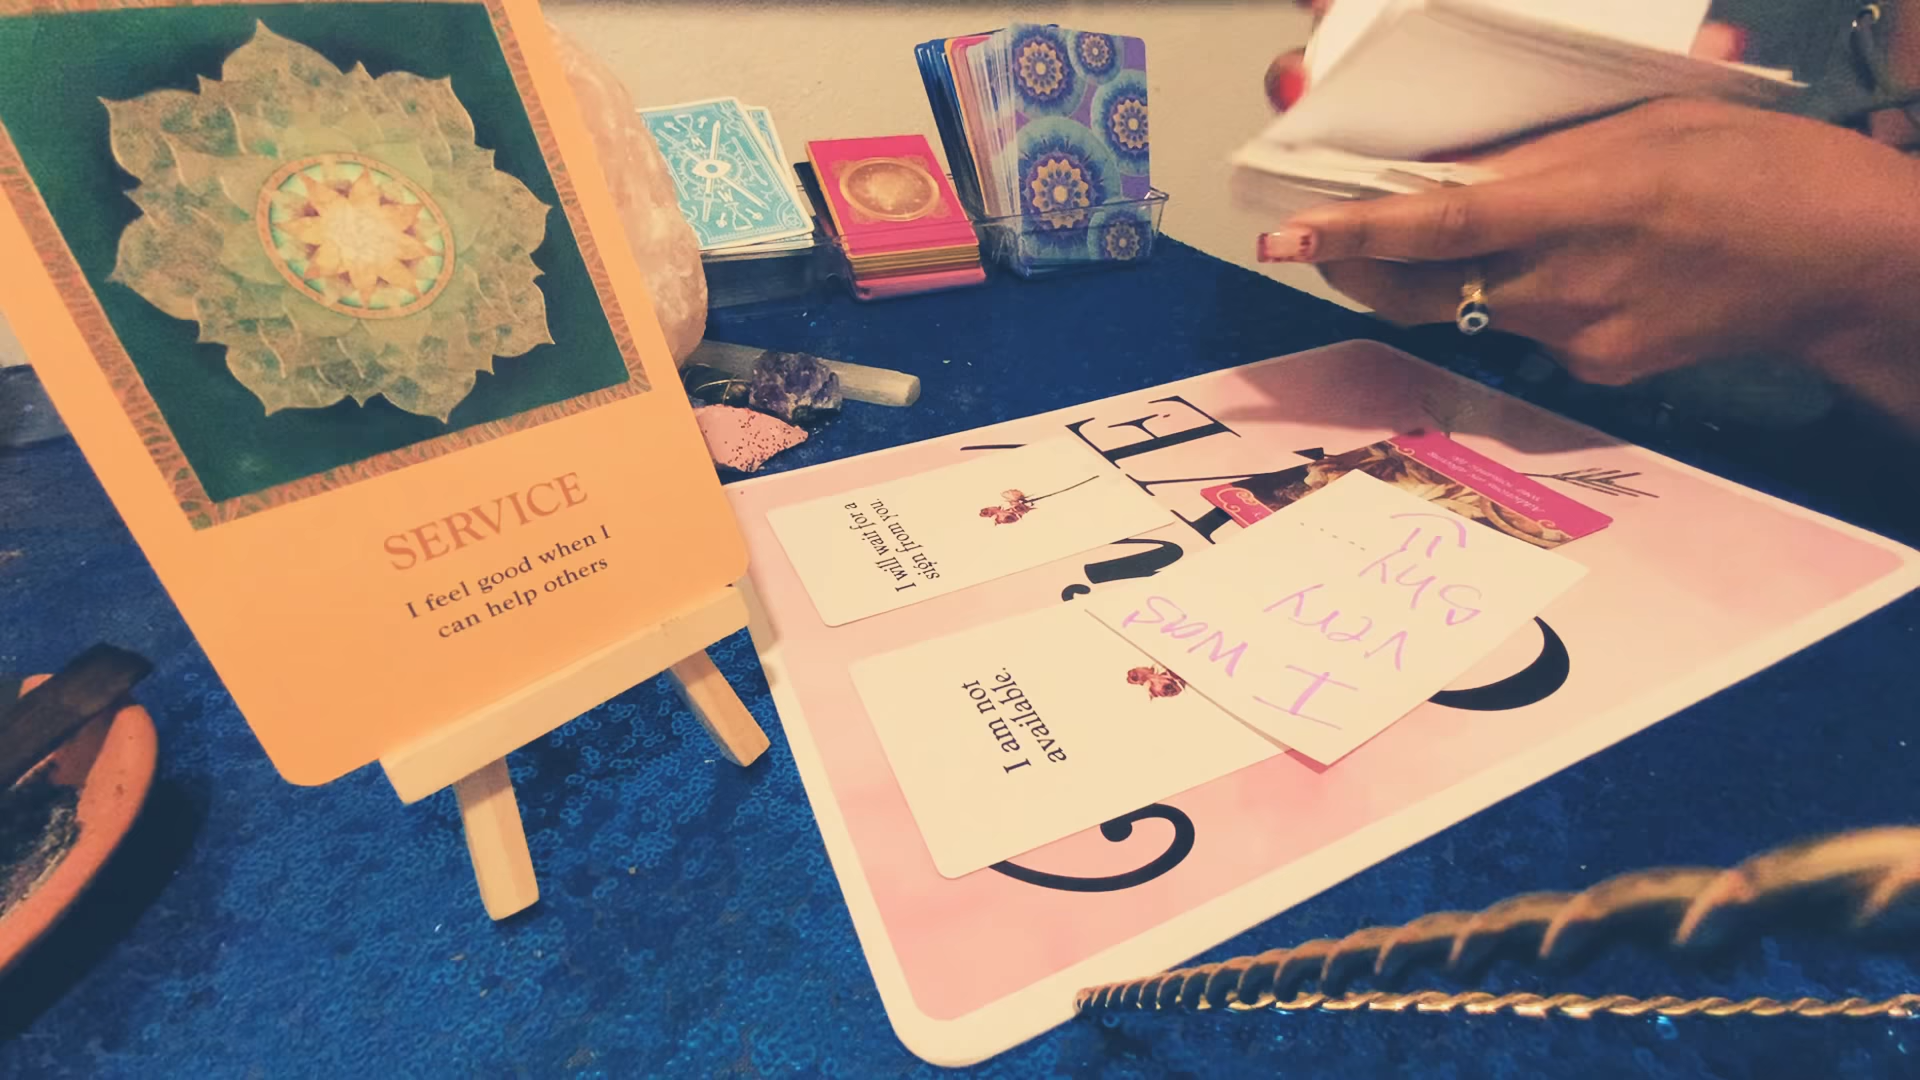 SERVICE
I feel good when I
can help others
I will wait for a
sign from you.
I am not
available.
I was
very
shy